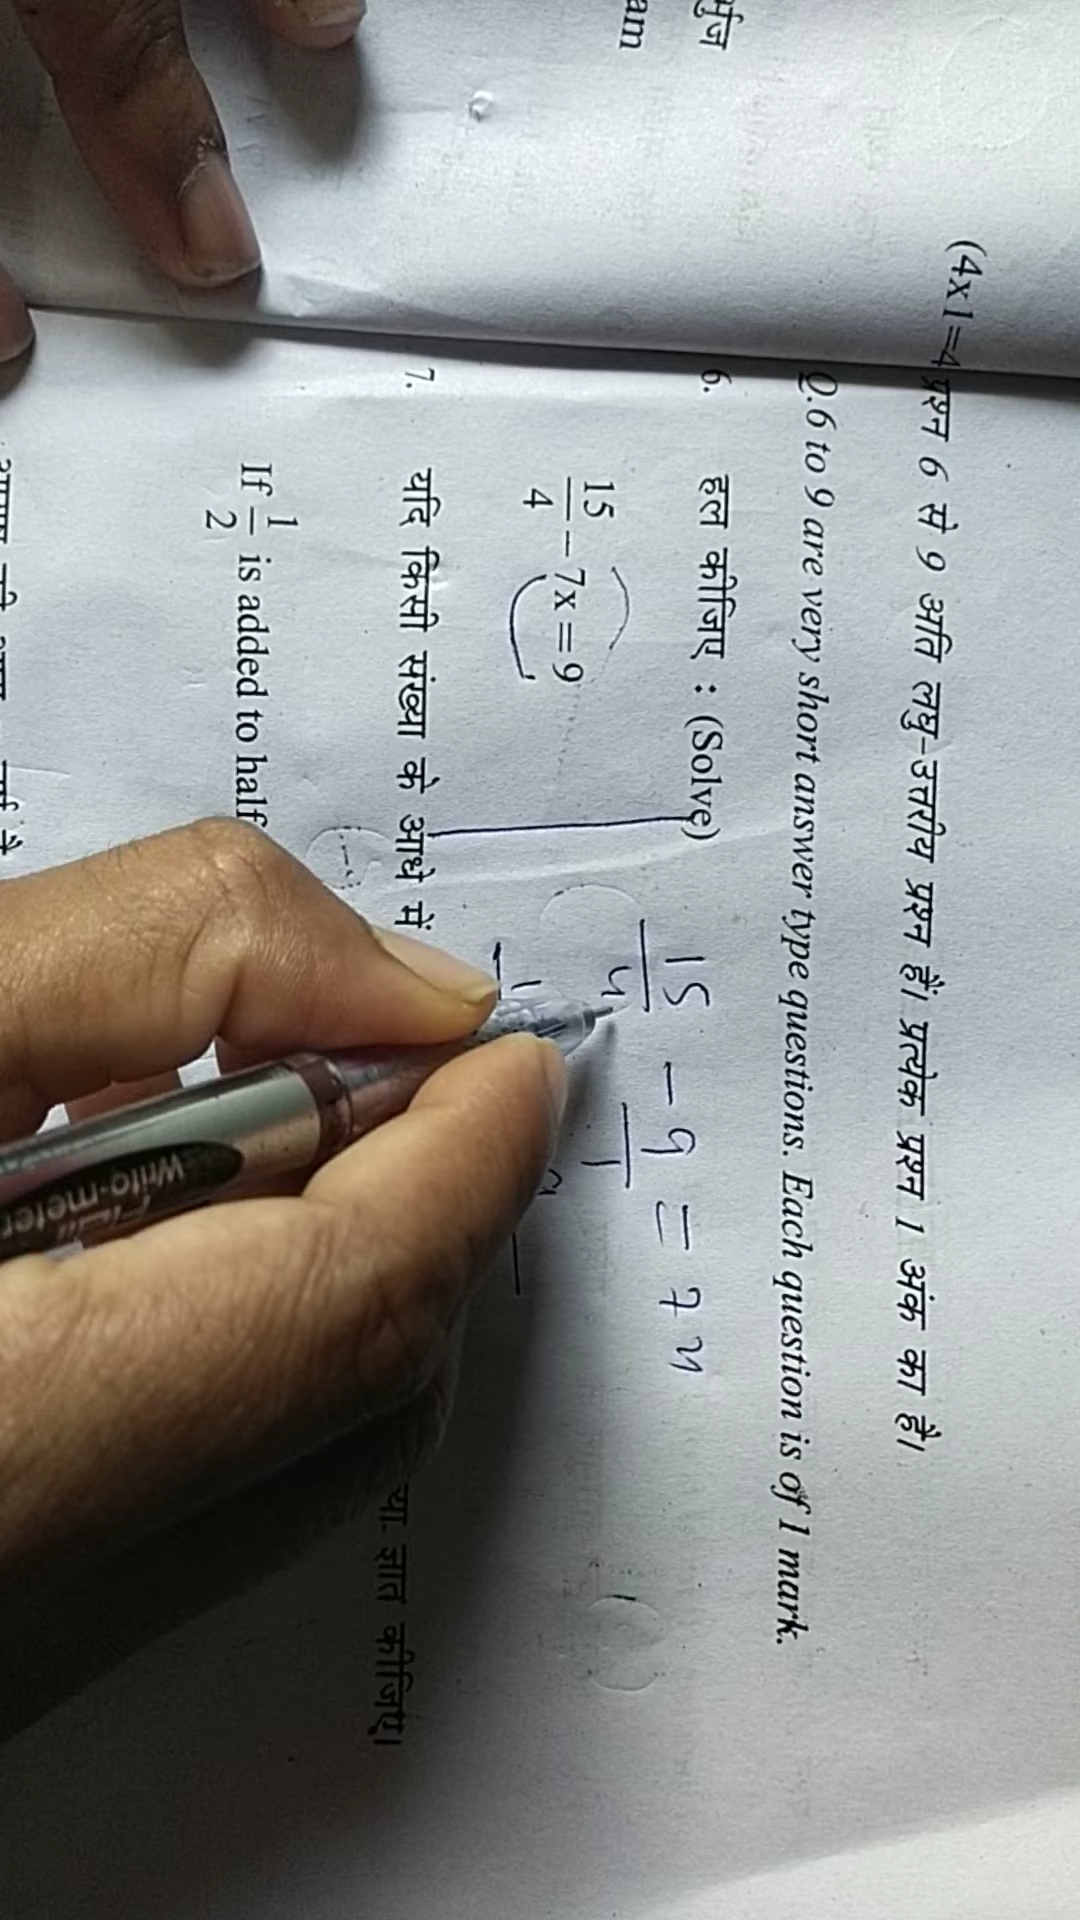 र्भुज
am
(4x1=4
प्रश्न 6 से 9 अति लघु-उत्तरीय प्रश्न हैं। प्रत्येक प्रश्न 1 अंक का है।
Q.6 to 9 are very short answer type questions. Each question is of 1 mark.
6. हल कीजिए : (Solve)
15/4 − 7x = 9
15/4 − 9/1 = 7x
7. यदि किसी संख्या के आधे में
ज्ञात कीजिए।
If 1/2 is added to half
Write-meter